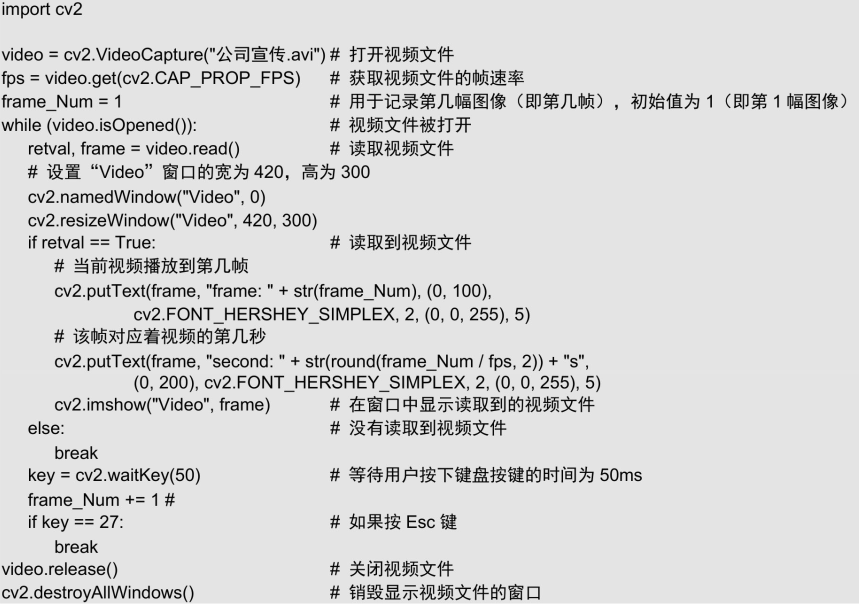 import cv2
video = cv2.VideoCapture("公司宣传.avi") # 打开视频文件
fps = video.get(cv2.CAP_PROP_FPS) # 获取视频文件的帧速率
frame_Num = 1 # 用于记录第几幅图像（即第几帧），初始值为 1（即第 1 幅图像）
while (video.isOpened()): # 视频文件被打开
    retval, frame = video.read() # 读取视频文件
    # 设置“Video”窗口的宽为 420，高为 300
    cv2.namedWindow("Video", 0)
    cv2.resizeWindow("Video", 420, 300)
    if retval == True: # 读取到视频文件
        # 当前视频播放到第几帧
        cv2.putText(frame, "frame: " + str(frame_Num), (0, 100),
                    cv2.FONT_HERSHEY_SIMPLEX, 2, (0, 0, 255), 5)
        # 该帧对应着视频的第几秒
        cv2.putText(frame, "second: " + str(round(frame_Num / fps, 2)) + "s",
                    (0, 200), cv2.FONT_HERSHEY_SIMPLEX, 2, (0, 0, 255), 5)
        cv2.imshow("Video", frame) # 在窗口中显示读取到的视频文件
    else: # 没有读取到视频文件
        break
    key = cv2.waitKey(50) # 等待用户按下键盘按键的时间为 50ms
    frame_Num += 1 #
    if key == 27: # 如果按 Esc 键
        break
video.release() # 关闭视频文件
cv2.destroyAllWindows() # 销毁显示视频文件的窗口